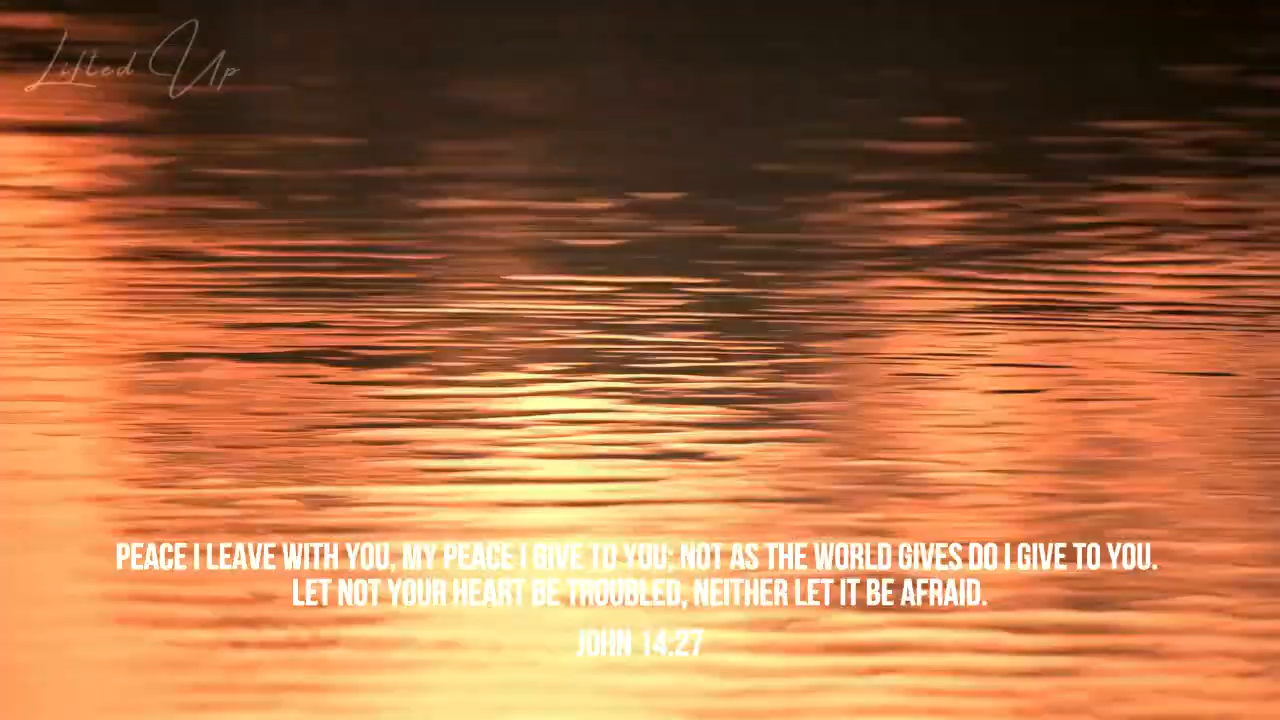 Lifted Up
PEACE I LEAVE WITH YOU, MY PEACE I GIVE TO YOU; NOT AS THE WORLD GIVES DO I GIVE TO YOU.
LET NOT YOUR HEART BE TROUBLED, NEITHER LET IT BE AFRAID.
JOHN 14:27